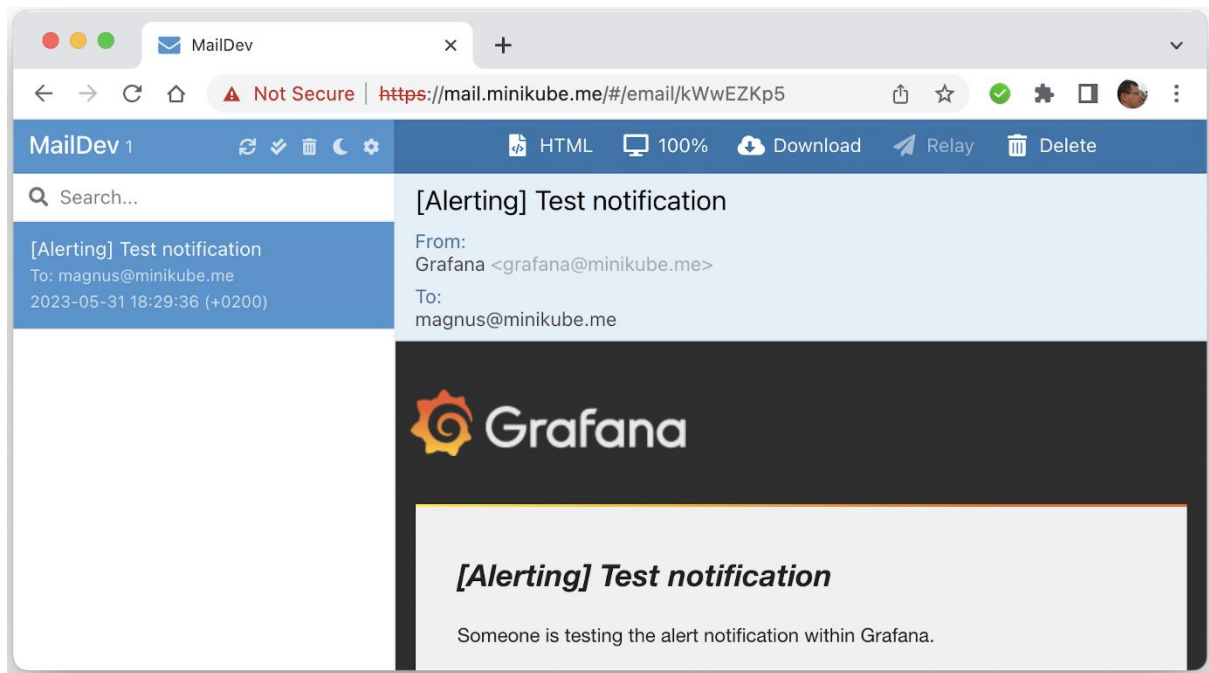 MailDev
Not Secure | https://mail.minikube.me/#/email/kWwEZKp5
MailDev 1
HTML 100% Download Relay Delete
Search...
[Alerting] Test notification
To: magnus@minikube.me
2023-05-31 18:29:36 (+0200)
[Alerting] Test notification
From:
Grafana <grafana@minikube.me>
To:
magnus@minikube.me
Grafana
[Alerting] Test notification
Someone is testing the alert notification within Grafana.